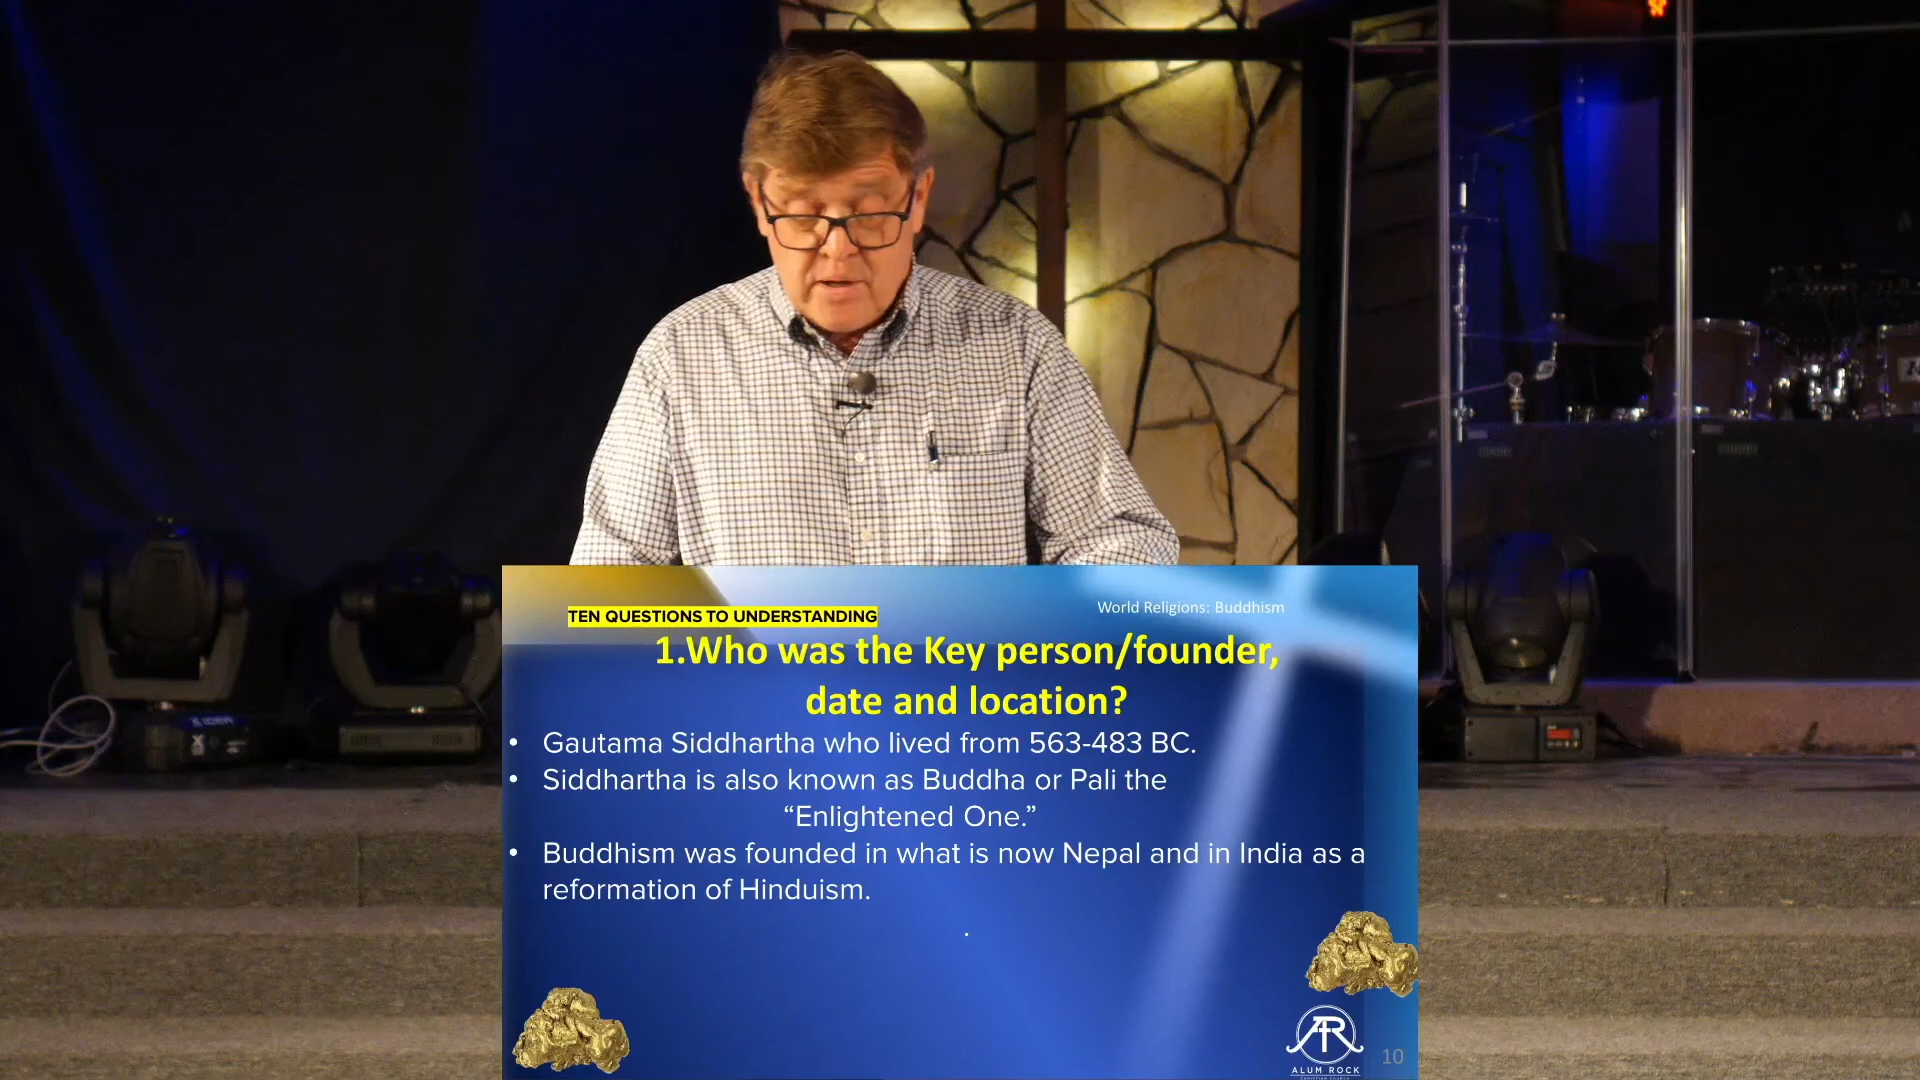 TEN QUESTIONS TO UNDERSTANDING
World Religions: Buddhism
1.Who was the Key person/founder,
date and location?
• Gautama Siddhartha who lived from 563-483 BC.
• Siddhartha is also known as Buddha or Pali the
“Enlightened One.”
• Buddhism was founded in what is now Nepal and in India as a
reformation of Hinduism.
.
AR
ALUM ROCK
CHRISTIAN CHURCH
10